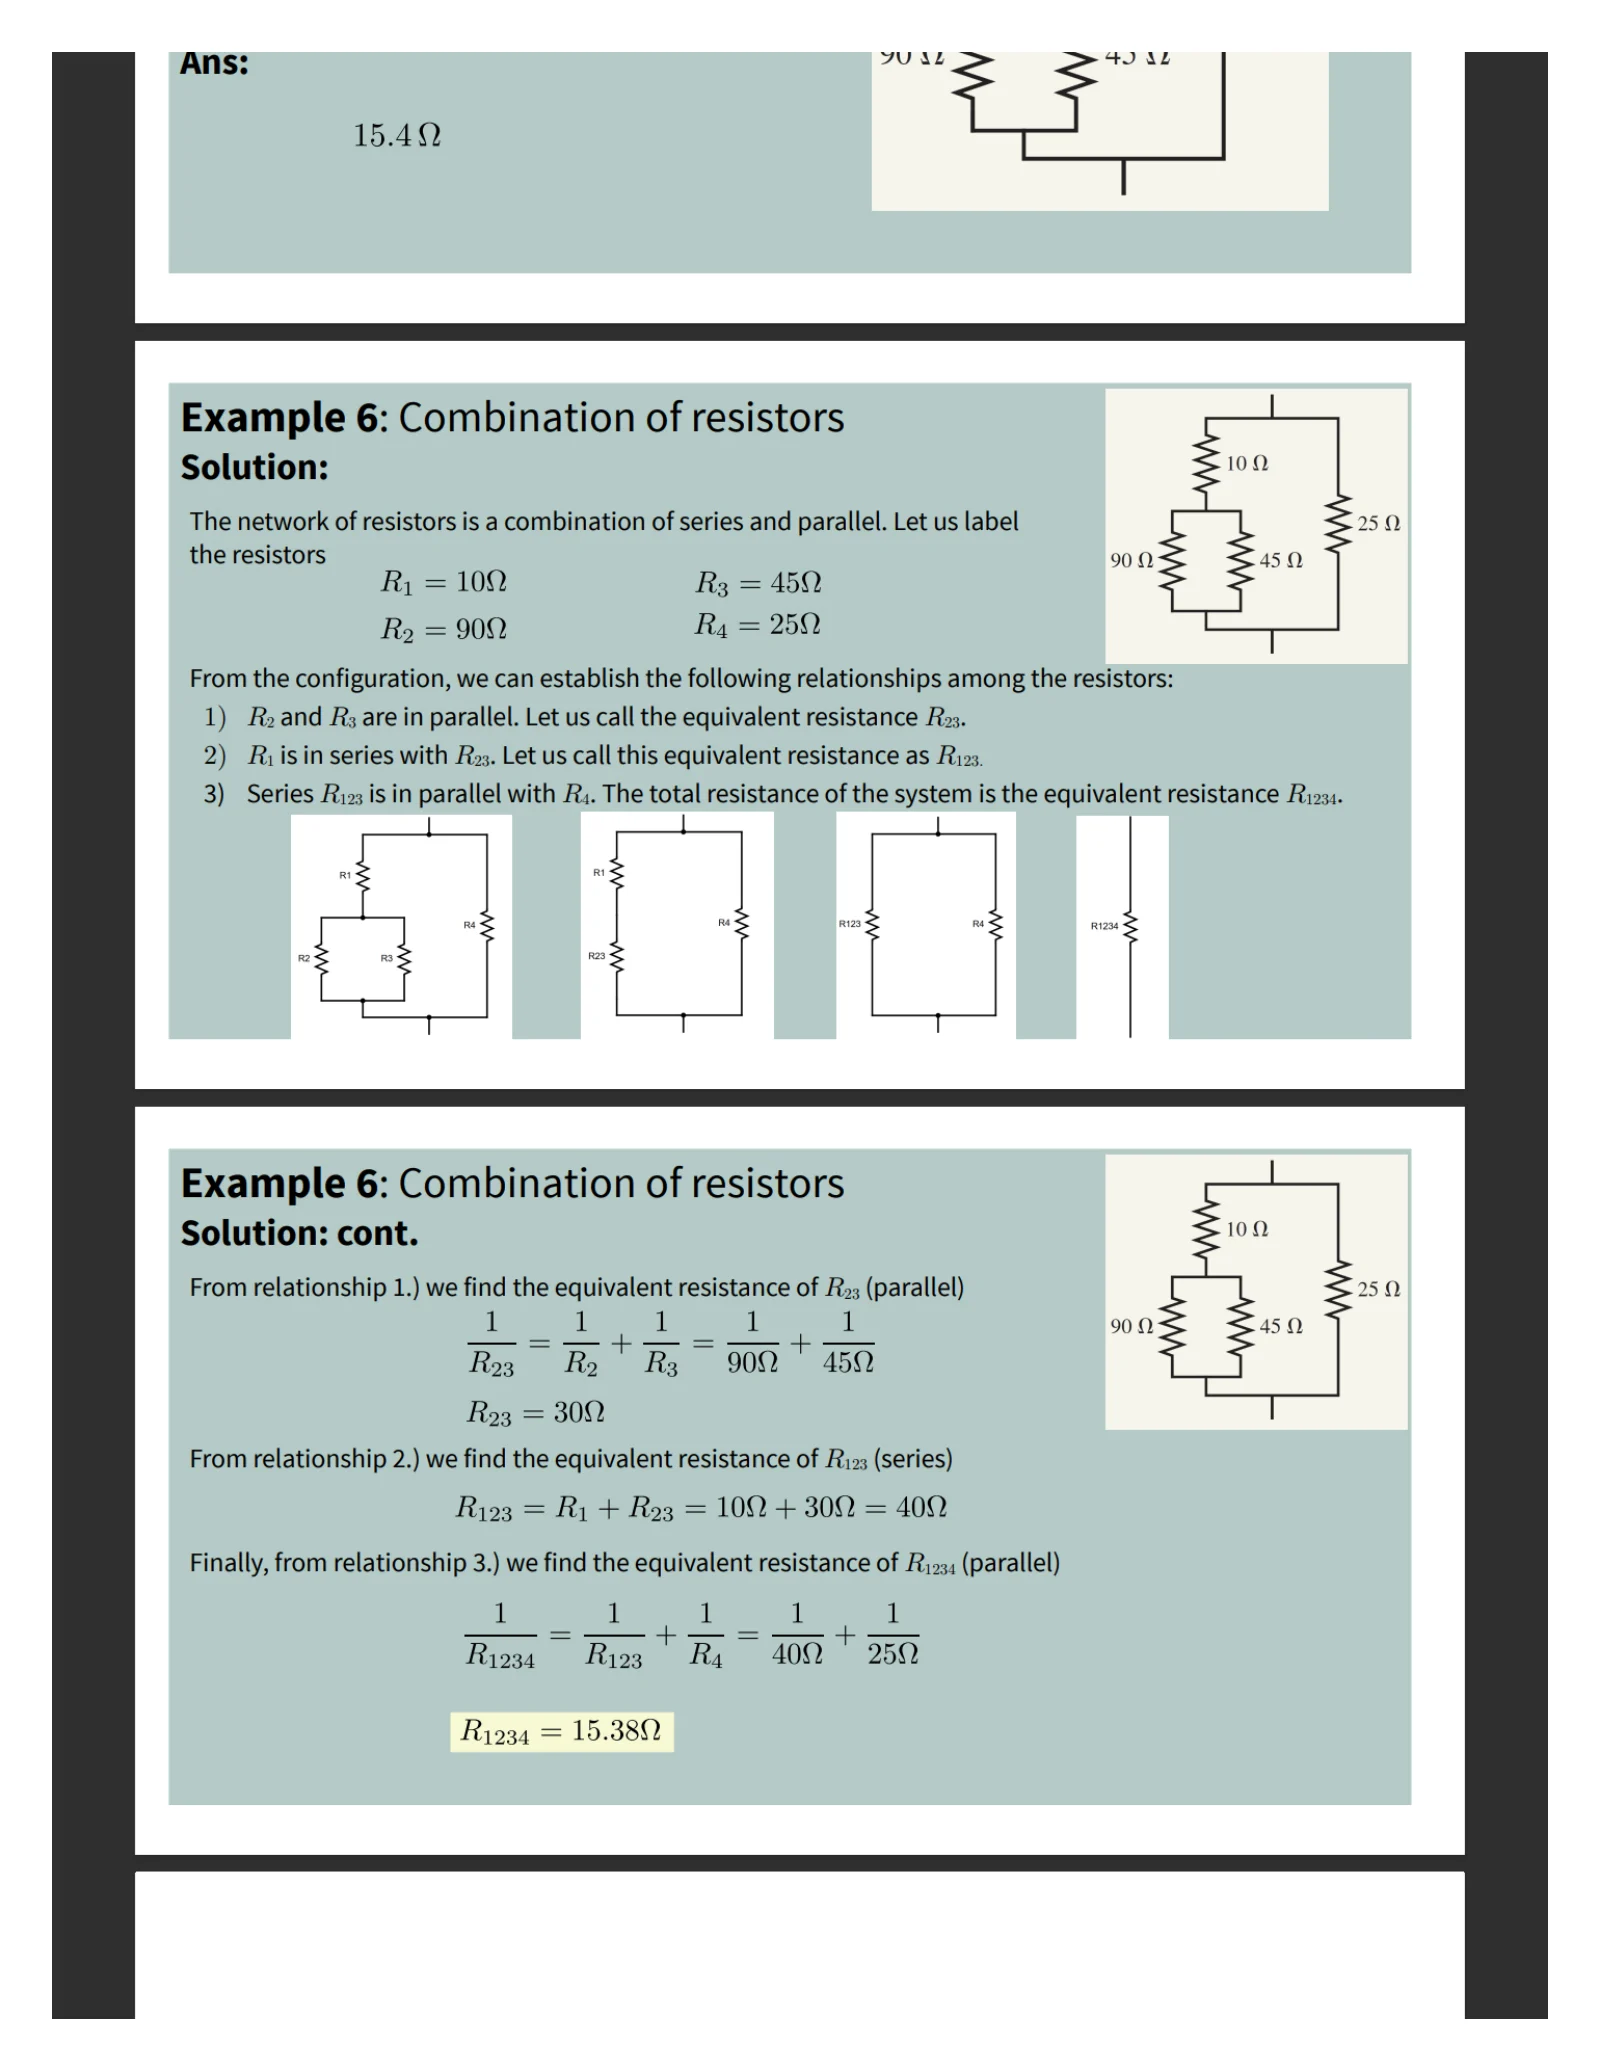 Ans:
90 Ω 45 Ω
15.4 Ω
Example 6: Combination of resistors
Solution:
The network of resistors is a combination of series and parallel. Let us label
the resistors
R1 = 10Ω R3 = 45Ω
R2 = 90Ω R4 = 25Ω
10 Ω
25 Ω
90 Ω 45 Ω
From the configuration, we can establish the following relationships among the resistors:
1) R2 and R3 are in parallel. Let us call the equivalent resistance R23.
2) R1 is in series with R23. Let us call this equivalent resistance as R123.
3) Series R123 is in parallel with R4. The total resistance of the system is the equivalent resistance R1234.
R1
R4
R2 R3
R1
R4
R23
R123 R4
R1234
Example 6: Combination of resistors
Solution: cont.
10 Ω
25 Ω
90 Ω 45 Ω
From relationship 1.) we find the equivalent resistance of R23 (parallel)
1/R23 = 1/R2 + 1/R3 = 1/90Ω + 1/45Ω
R23 = 30Ω
From relationship 2.) we find the equivalent resistance of R123 (series)
R123 = R1 + R23 = 10Ω + 30Ω = 40Ω
Finally, from relationship 3.) we find the equivalent resistance of R1234 (parallel)
1/R1234 = 1/R123 + 1/R4 = 1/40Ω + 1/25Ω
R1234 = 15.38Ω